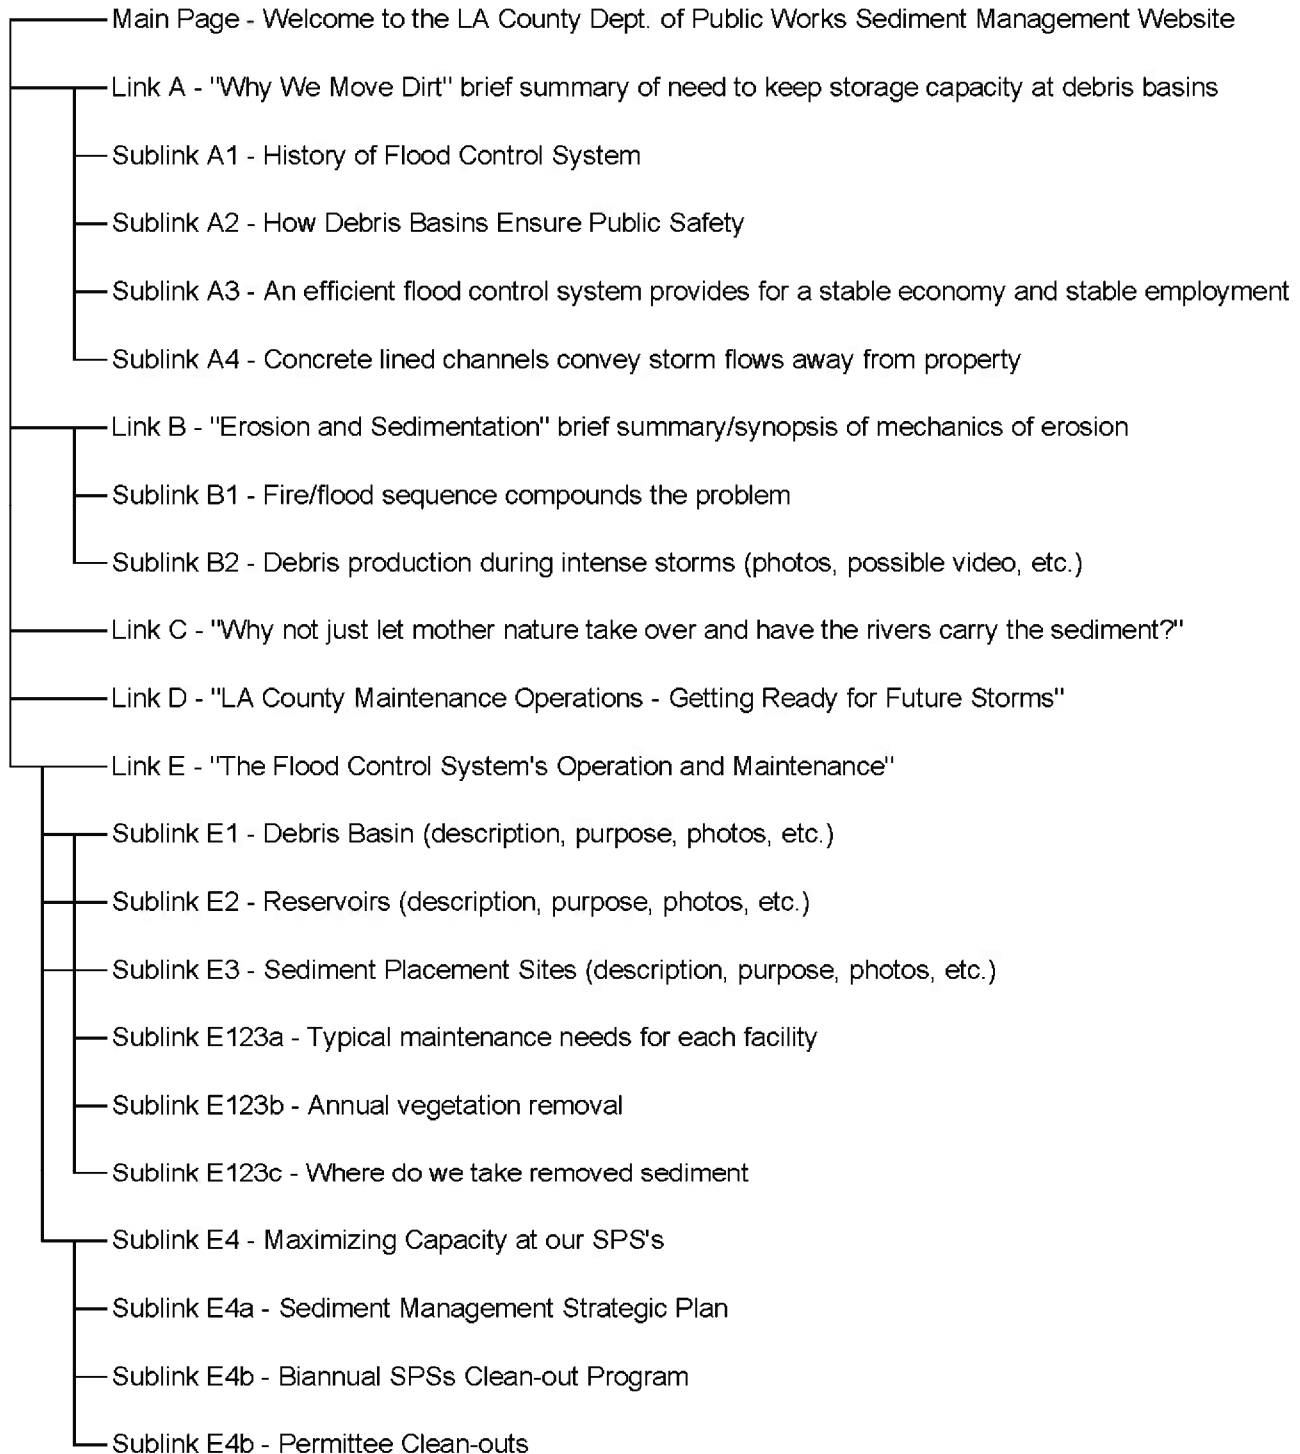 Main Page - Welcome to the LA County Dept. of Public Works Sediment Management Website
Link A - "Why We Move Dirt" brief summary of need to keep storage capacity at debris basins
Sublink A1 - History of Flood Control System
Sublink A2 - How Debris Basins Ensure Public Safety
Sublink A3 - An efficient flood control system provides for a stable economy and stable employment
Sublink A4 - Concrete lined channels convey storm flows away from property
Link B - "Erosion and Sedimentation" brief summary/synopsis of mechanics of erosion
Sublink B1 - Fire/flood sequence compounds the problem
Sublink B2 - Debris production during intense storms (photos, possible video, etc.)
Link C - "Why not just let mother nature take over and have the rivers carry the sediment?"
Link D - "LA County Maintenance Operations - Getting Ready for Future Storms"
Link E - "The Flood Control System's Operation and Maintenance"
Sublink E1 - Debris Basin (description, purpose, photos, etc.)
Sublink E2 - Reservoirs (description, purpose, photos, etc.)
Sublink E3 - Sediment Placement Sites (description, purpose, photos, etc.)
Sublink E123a - Typical maintenance needs for each facility
Sublink E123b - Annual vegetation removal
Sublink E123c - Where do we take removed sediment
Sublink E4 - Maximizing Capacity at our SPS's
Sublink E4a - Sediment Management Strategic Plan
Sublink E4b - Biannual SPSs Clean-out Program
Sublink E4b - Permittee Clean-outs